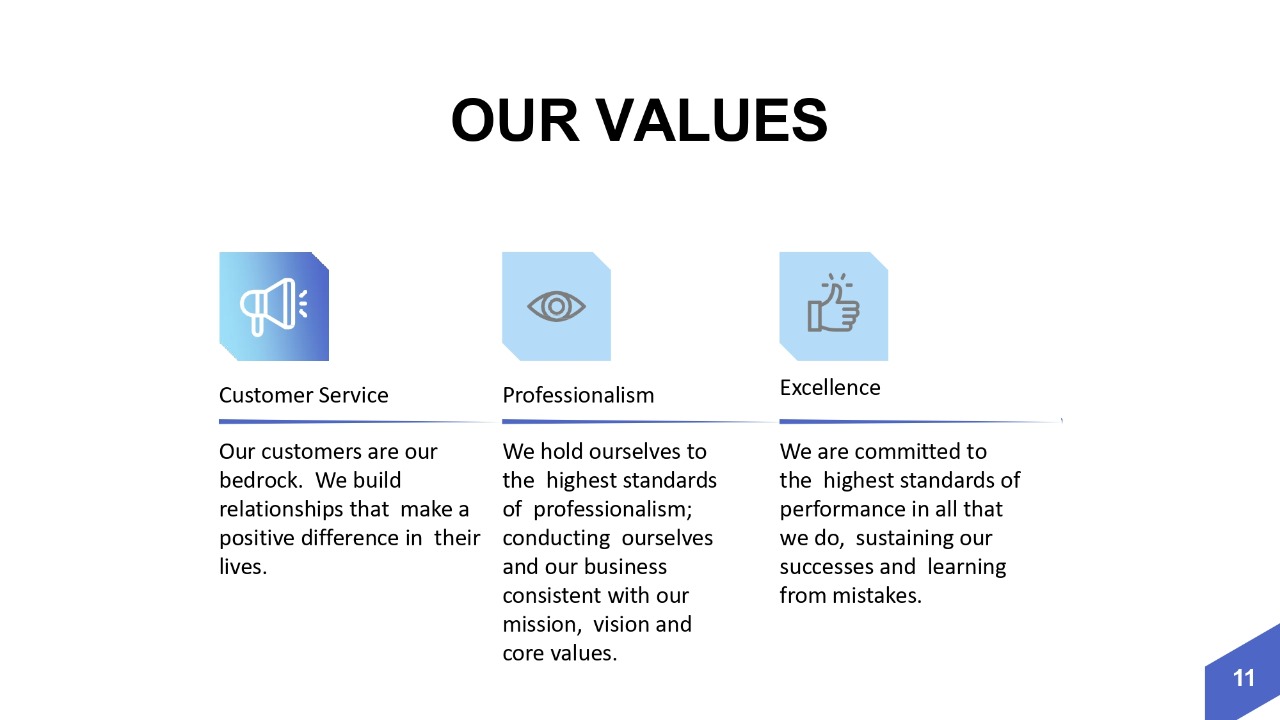 OUR VALUES
Customer Service
Our customers are our
bedrock.  We build
relationships that  make a
positive difference in  their
lives.
Professionalism
We hold ourselves to
the  highest standards
of  professionalism;
conducting  ourselves
and our business
consistent with our
mission,  vision and
core values.
Excellence
We are committed to
the  highest standards of
performance in all that
we do,  sustaining our
successes and  learning
from mistakes.
11